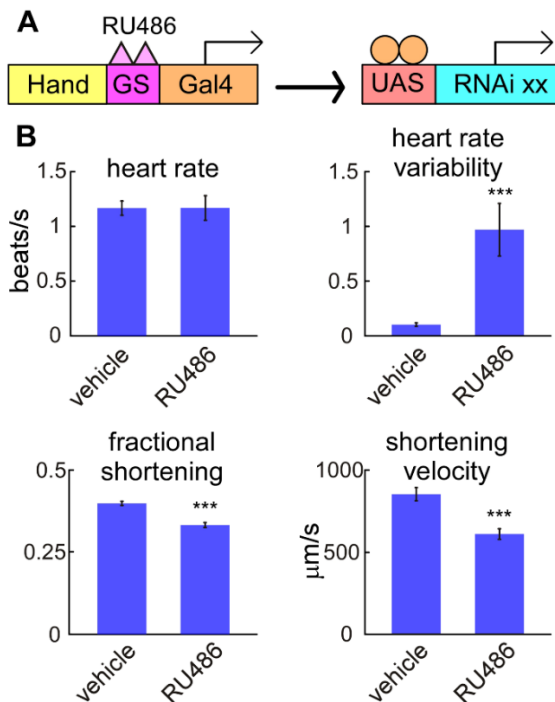 A
RU486
Hand GS Gal4 UAS RNAi xx
B
heart rate
beats/s
1.5
1
0.5
0
vehicle
RU486
heart rate
variability
1.5
1
0.5
0
***
vehicle
RU486
fractional
shortening
0.5
0.25
0
***
vehicle
RU486
shortening
velocity
μm/s
1000
500
0
***
vehicle
RU486